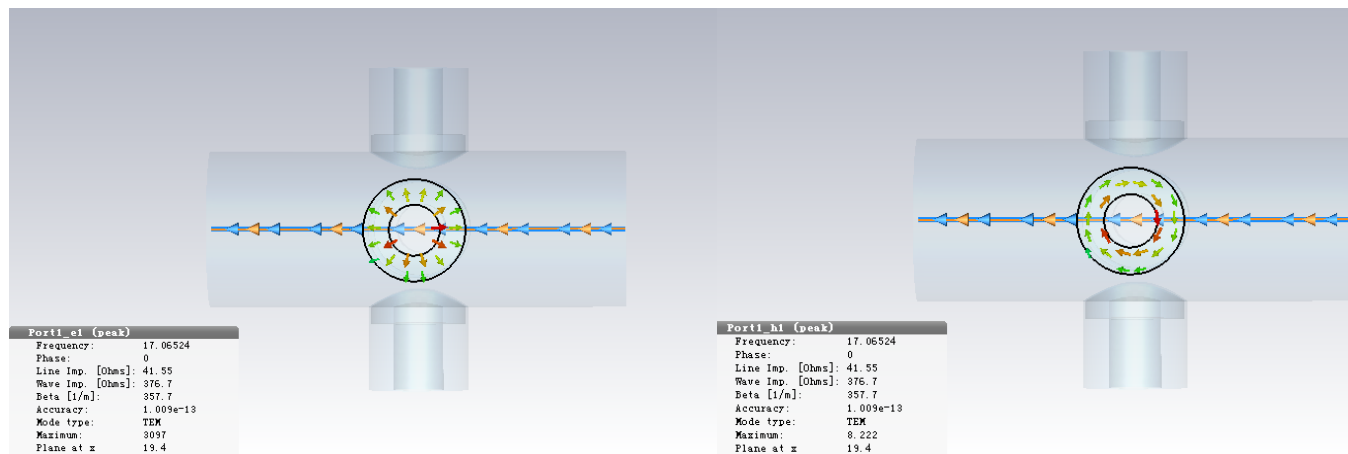 Port1_e1 (peak)
Frequency: 17.06524
Phase: 0
Line Imp. [Ohms]: 41.55
Wave Imp. [Ohms]: 376.7
Beta [1/m]: 357.7
Accuracy: 1.009e-13
Mode type: TEM
Maximum: 3097
Plane at x 19.4
Port1_h1 (peak)
Frequency: 17.06524
Phase: 0
Line Imp. [Ohms]: 41.55
Wave Imp. [Ohms]: 376.7
Beta [1/m]: 357.7
Accuracy: 1.009e-13
Mode type: TEM
Maximum: 8.222
Plane at x 19.4